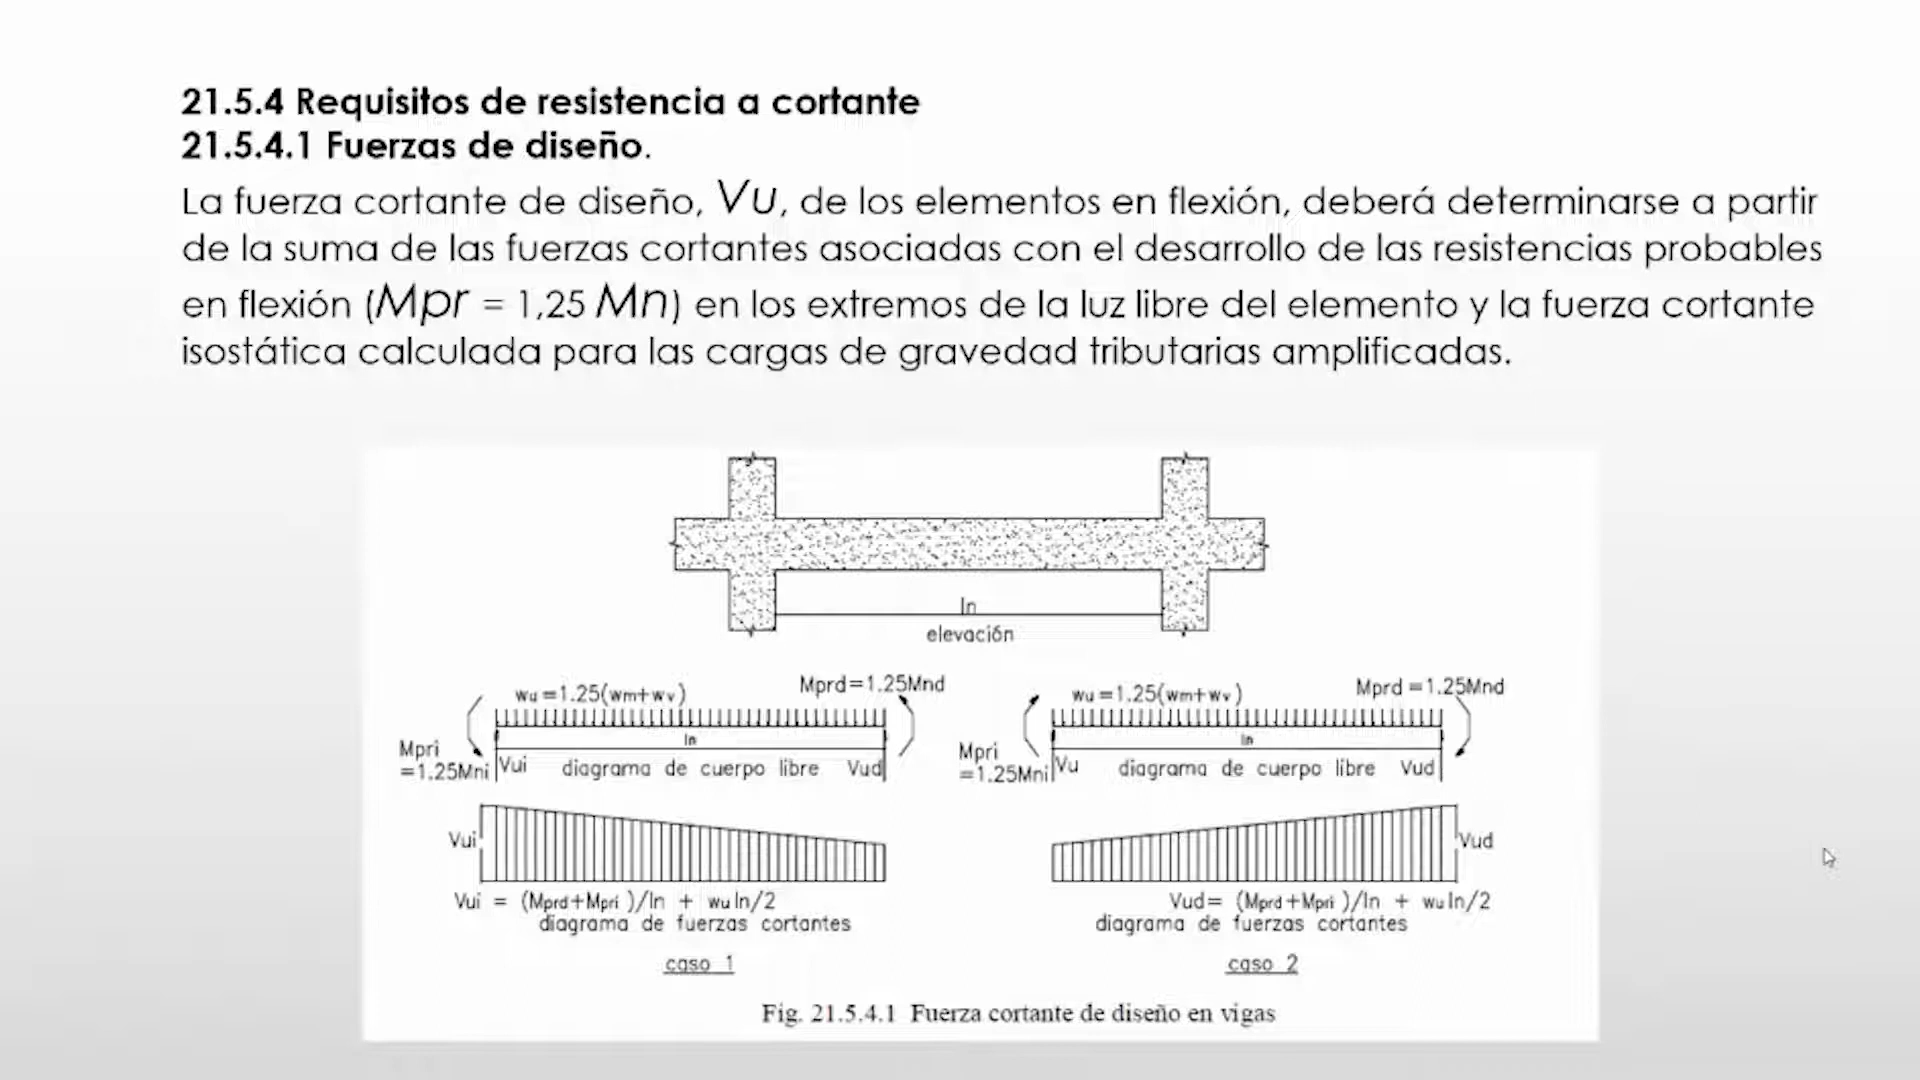 21.5.4 Requisitos de resistencia a cortante
21.5.4.1 Fuerzas de diseño.
La fuerza cortante de diseño, Vu, de los elementos en flexión, deberá determinarse a partir
de la suma de las fuerzas cortantes asociadas con el desarrollo de las resistencias probables
en flexión (Mpr = 1,25 Mn) en los extremos de la luz libre del elemento y la fuerza cortante
isostática calculada para las cargas de gravedad tributarias amplificadas.
ln
elevación
wu=1.25(wm+wv)
Mprd=1.25Mnd
ln
Mpri
=1.25Mni
Vui
diagrama de cuerpo libre
Vud
Vui
Vui = (Mprd+Mpri )/ln + wu ln/2
diagrama de fuerzas cortantes
caso 1
wu=1.25(wm+wv)
Mprd=1.25Mnd
ln
Mpri
=1.25Mni
Vu
diagrama de cuerpo libre
Vud
Vud
Vud= (Mprd+Mpri )/ln + wu ln/2
diagrama de fuerzas cortantes
caso 2
Fig. 21.5.4.1 Fuerza cortante de diseño en vigas